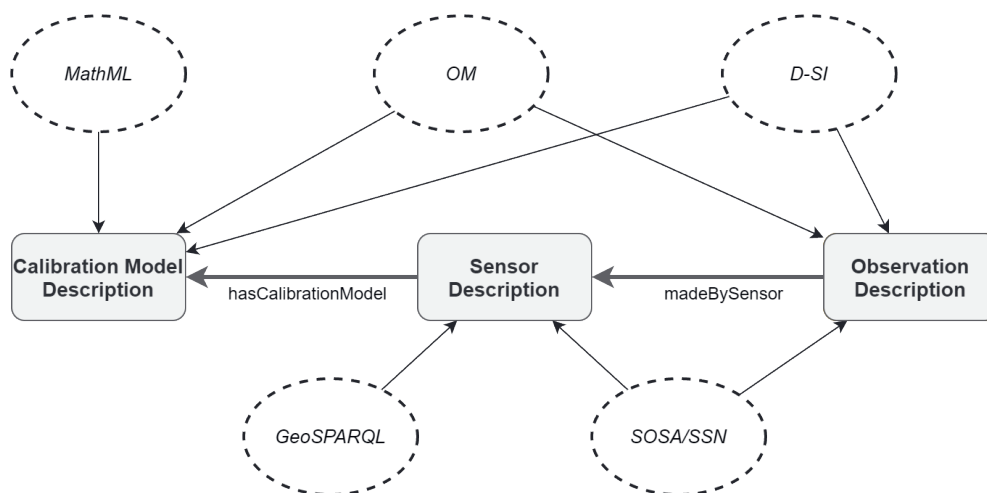 MathML
OM
D-SI
Calibration Model
Description
hasCalibrationModel
Sensor
Description
madeBySensor
Observation
Description
GeoSPARQL
SOSA/SSN